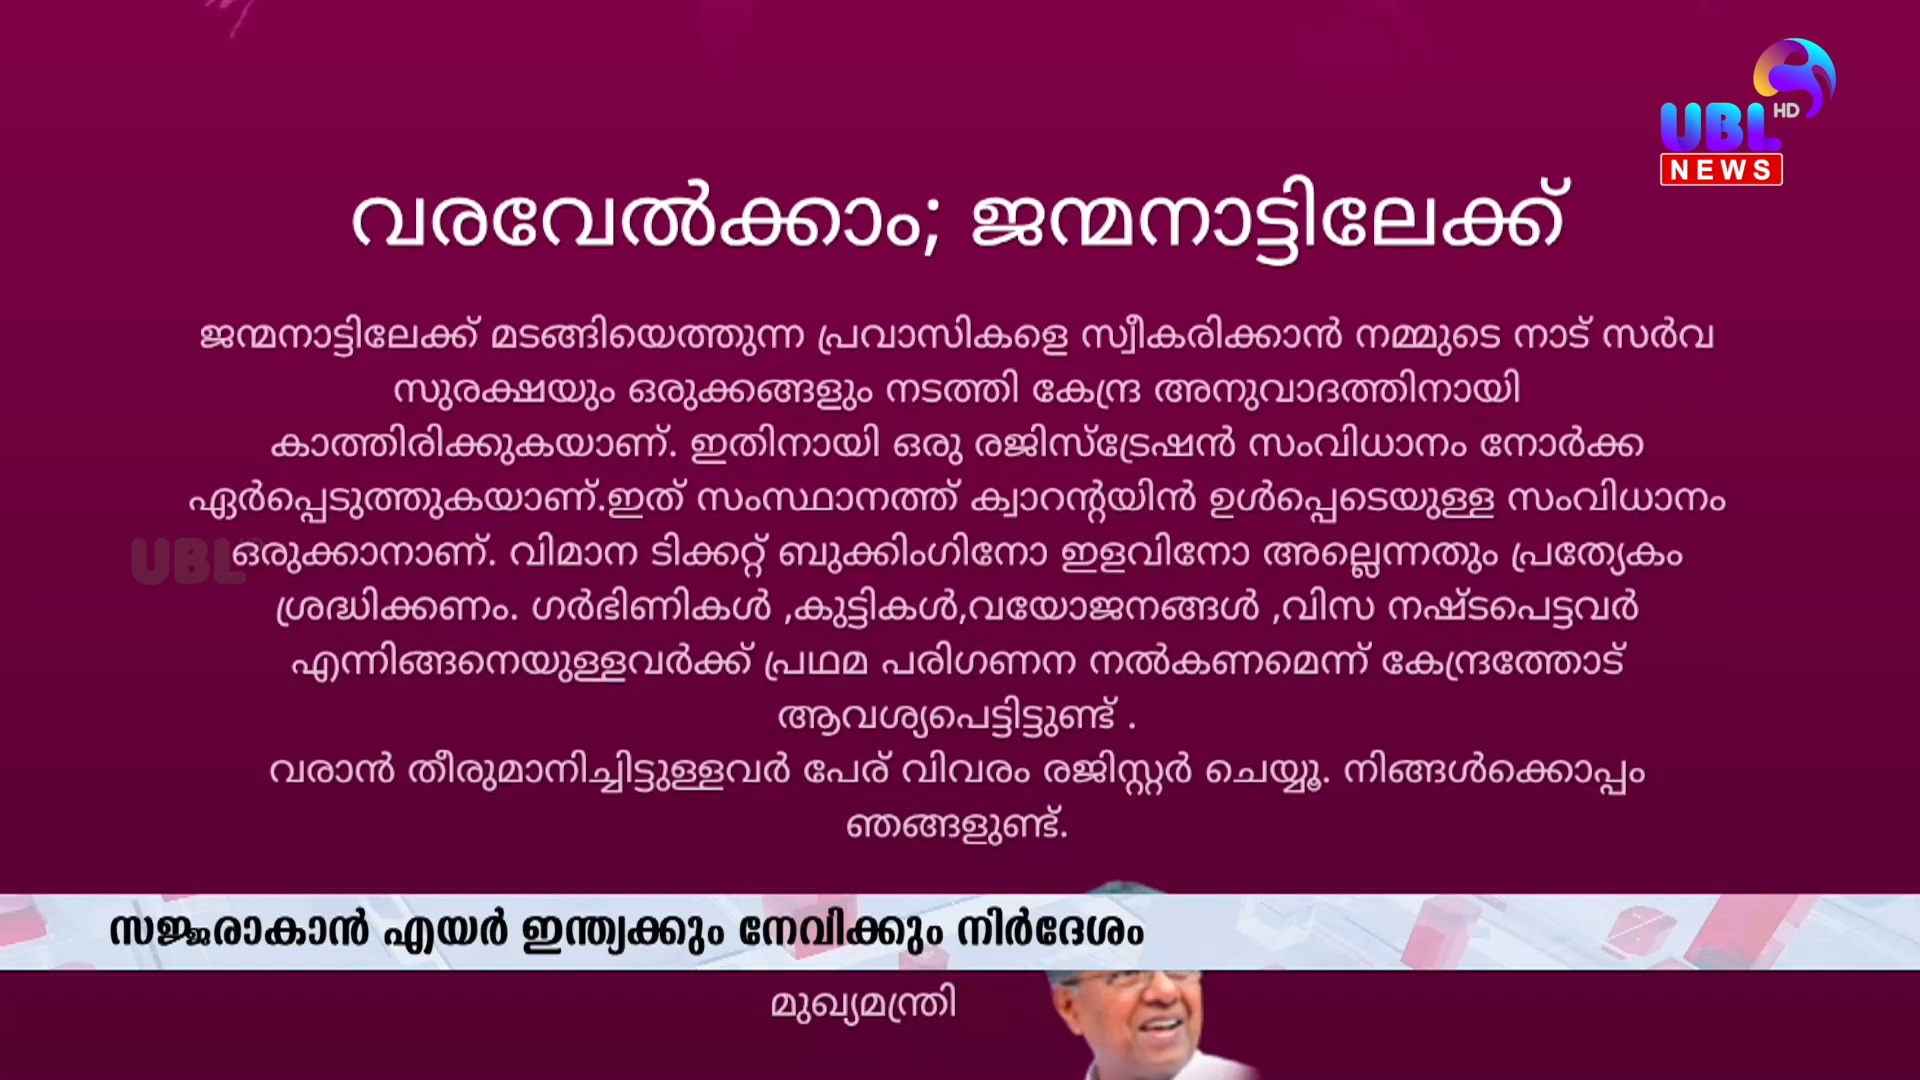 UBL HD
NEWS
വരവേൽക്കാം; ജന്മനാട്ടിലേക്ക്
ജന്മനാട്ടിലേക്ക് മടങ്ങിയെത്തുന്ന പ്രവാസികളെ സ്വീകരിക്കാൻ നമ്മുടെ നാട് സർവ
സുരക്ഷയും ഒരുക്കങ്ങളും നടത്തി കേന്ദ്ര അനുവാദത്തിനായി
കാത്തിരിക്കുകയാണ്. ഇതിനായി ഒരു രജിസ്ട്രേഷൻ സംവിധാനം നോർക്ക
ഏർപ്പെടുത്തുകയാണ്.ഇത് സംസ്ഥാനത്ത് ക്വാറന്റയിൻ ഉൾപ്പെടെയുള്ള സംവിധാനം
UBL
ഒരുക്കാനാണ്. വിമാന ടിക്കറ്റ് ബുക്കിംഗിനോ ഇളവിനോ അല്ലെന്നതും പ്രത്യേകം
ശ്രദ്ധിക്കണം. ഗർഭിണികൾ ,കുട്ടികൾ,വയോജനങ്ങൾ ,വിസ നഷ്ടപെട്ടവർ
എന്നിങ്ങനെയുള്ളവർക്ക് പ്രഥമ പരിഗണന നൽകണമെന്ന് കേന്ദ്രത്തോട്
ആവശ്യപെട്ടിട്ടുണ്ട് .
വരാൻ തീരുമാനിച്ചിട്ടുള്ളവർ പേര് വിവരം രജിസ്റ്റർ ചെയ്യൂ. നിങ്ങൾക്കൊപ്പം
ഞങ്ങളുണ്ട്.
സജ്ജരാകാൻ എയർ ഇന്ത്യക്കും നേവിക്കും നിർദേശം
മുഖ്യമന്ത്രി